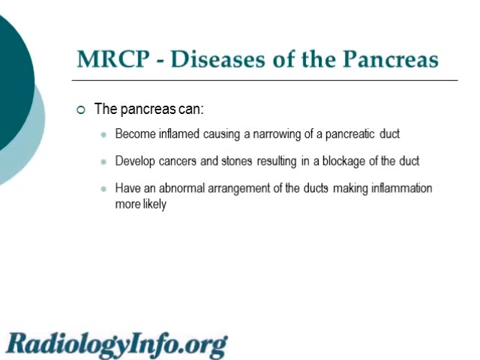 MRCP - Diseases of the Pancreas
The pancreas can:
Become inflamed causing a narrowing of a pancreatic duct
Develop cancers and stones resulting in a blockage of the duct
Have an abnormal arrangement of the ducts making inflammation
more likely
RadiologyInfo.org